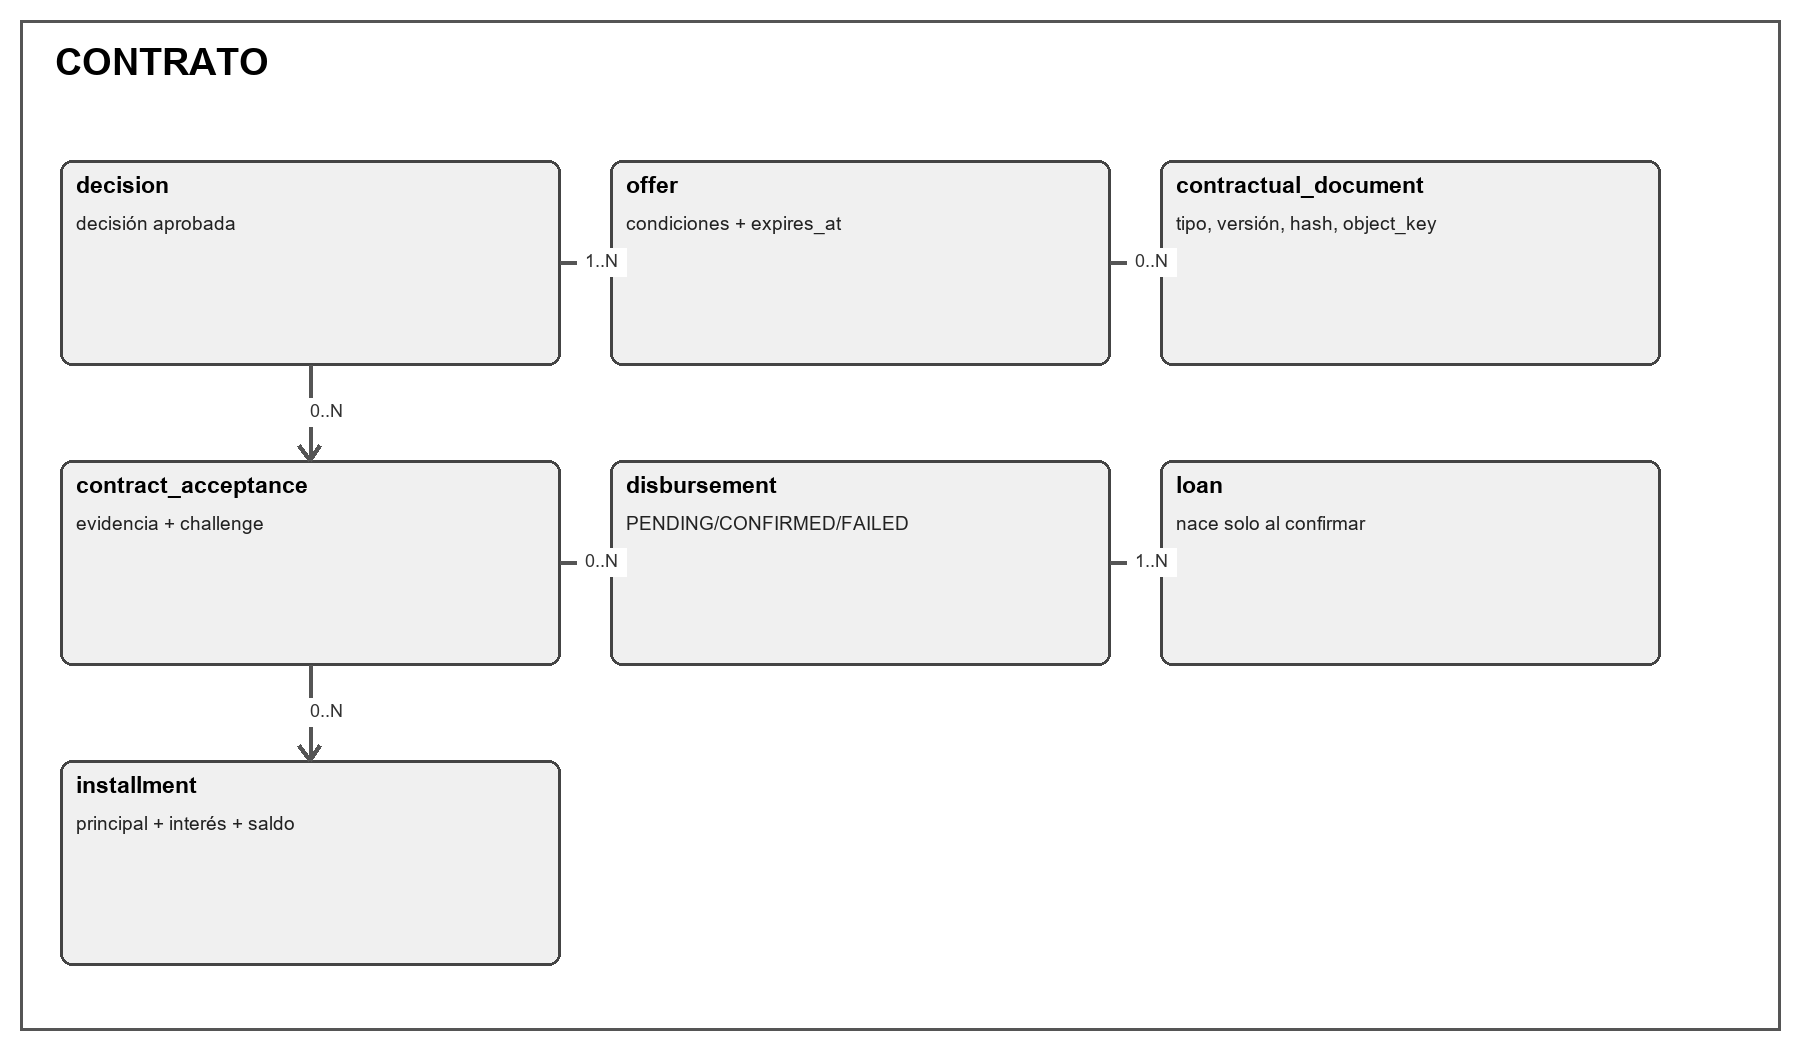 CONTRATO
decision
decisión aprobada
1..N
offer
condiciones + expires_at
0..N
contractual_document
tipo, versión, hash, object_key
0..N
contract_acceptance
evidencia + challenge
0..N
disbursement
PENDING/CONFIRMED/FAILED
1..N
loan
nace solo al confirmar
0..N
installment
principal + interés + saldo